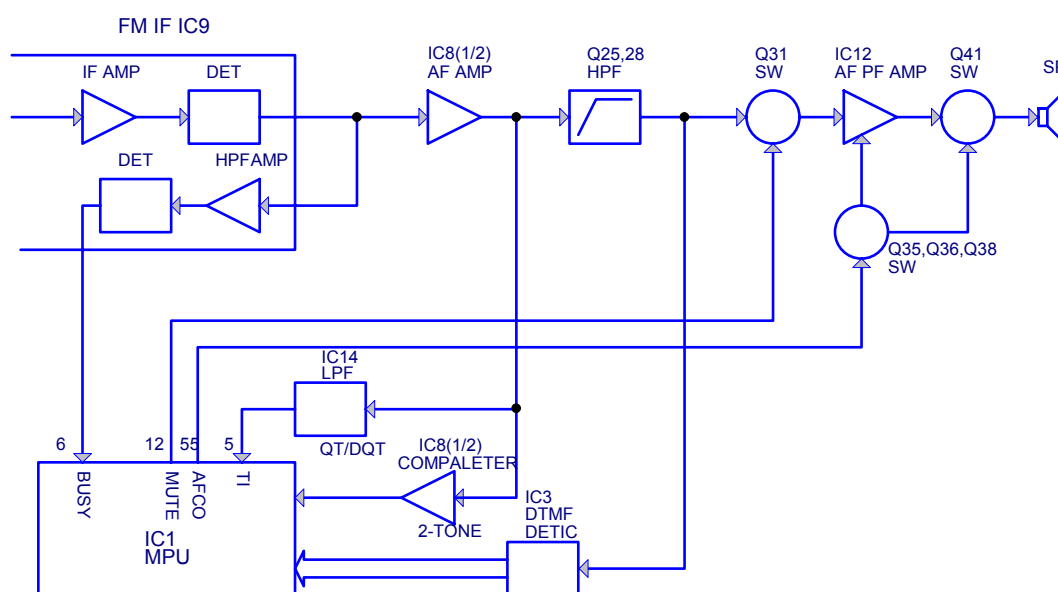 FM IF IC9
IF AMP
DET
DET
HPFAMP
IC8(1/2)
AF AMP
Q25,28
HPF
Q31
SW
IC12
AF PF AMP
Q41
SW
Q35,Q36,Q38
SW
IC14
LPF
QT/DQT
IC8(1/2)
COMPALETER
2-TONE
IC3
DTMF
DETIC
6
12
55
5
BUSY
MUTE
AFCO
TI
IC1
MPU